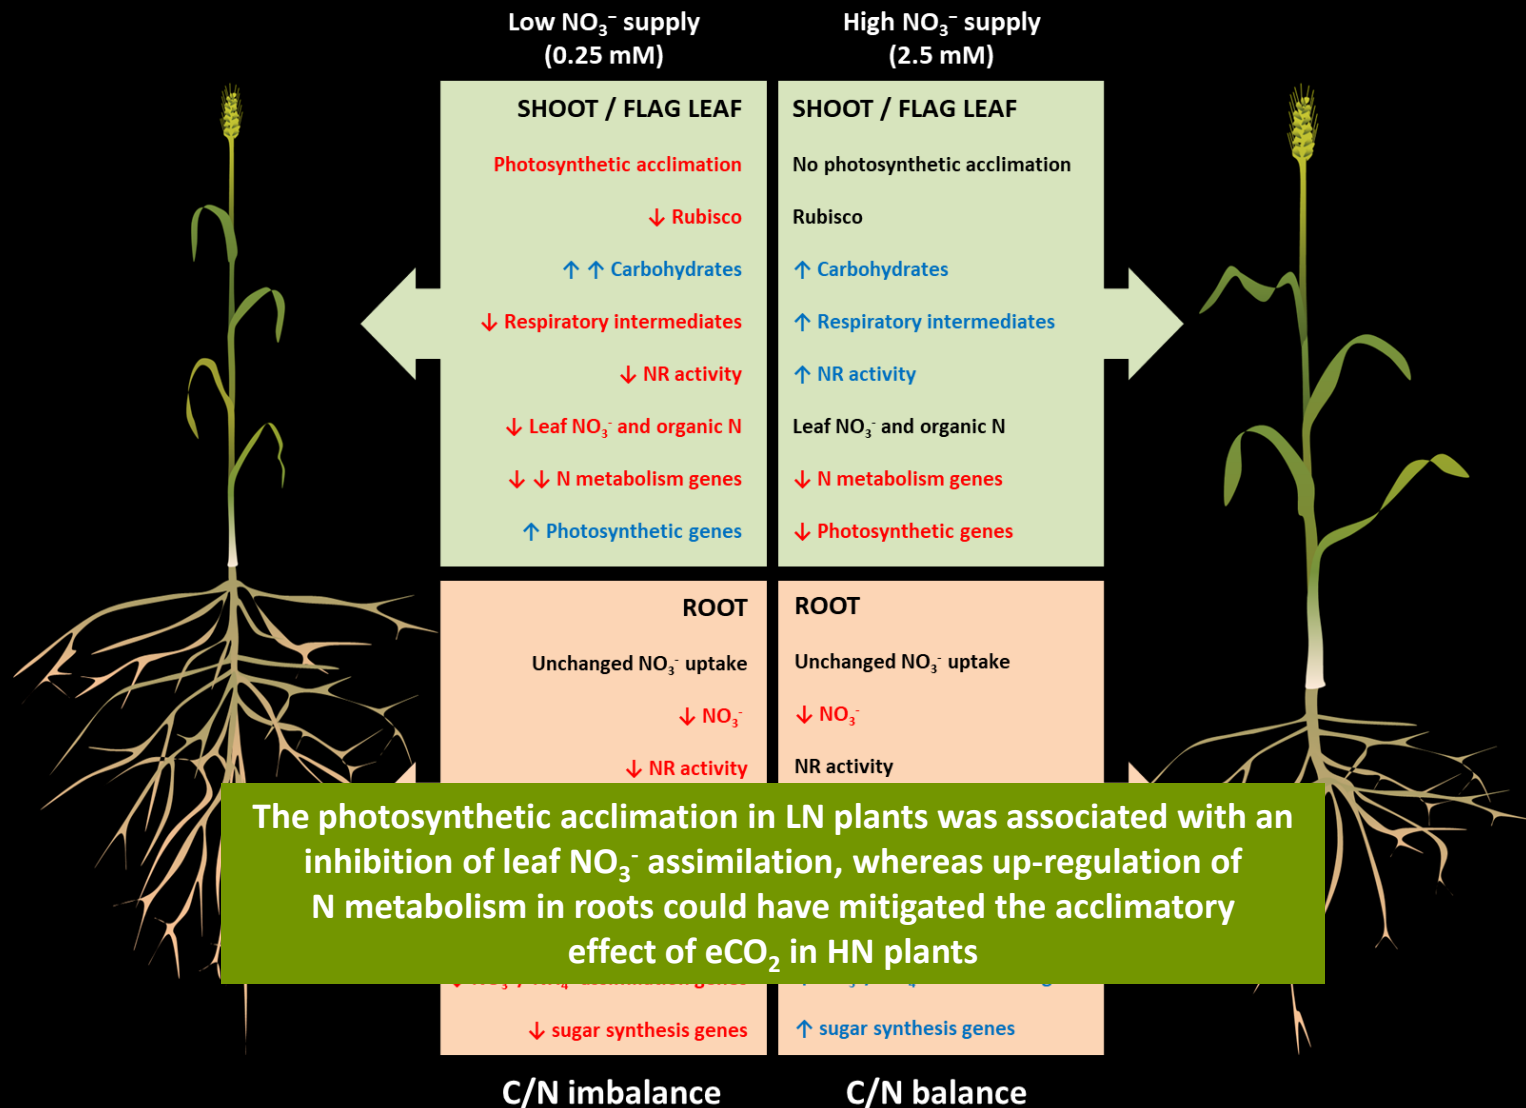 Low NO₃⁻ supply
(0.25 mM)
High NO₃⁻ supply
(2.5 mM)
SHOOT / FLAG LEAF
Photosynthetic acclimation
↓ Rubisco
↑ ↑ Carbohydrates
↓ Respiratory intermediates
↓ NR activity
↓ Leaf NO₃⁻ and organic N
↓ ↓ N metabolism genes
↑ Photosynthetic genes
SHOOT / FLAG LEAF
No photosynthetic acclimation
Rubisco
↑ Carbohydrates
↑ Respiratory intermediates
↑ NR activity
Leaf NO₃⁻ and organic N
↓ N metabolism genes
↓ Photosynthetic genes
ROOT
Unchanged NO₃⁻ uptake
↓ NO₃⁻
↓ NR activity
ROOT
Unchanged NO₃⁻ uptake
↓ NO₃⁻
NR activity
The photosynthetic acclimation in LN plants was associated with an
inhibition of leaf NO₃⁻ assimilation, whereas up-regulation of
N metabolism in roots could have mitigated the acclimatory
effect of eCO₂ in HN plants
↓ sugar synthesis genes
↑ sugar synthesis genes
C/N imbalance
C/N balance